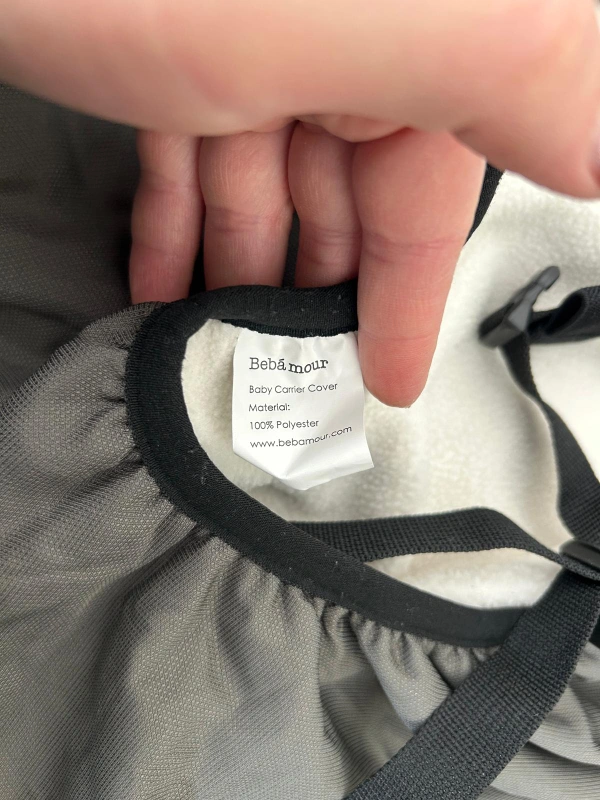 Bebámour
Baby Carrier Cover
Material:
100% Polyester
www.bebamour.com